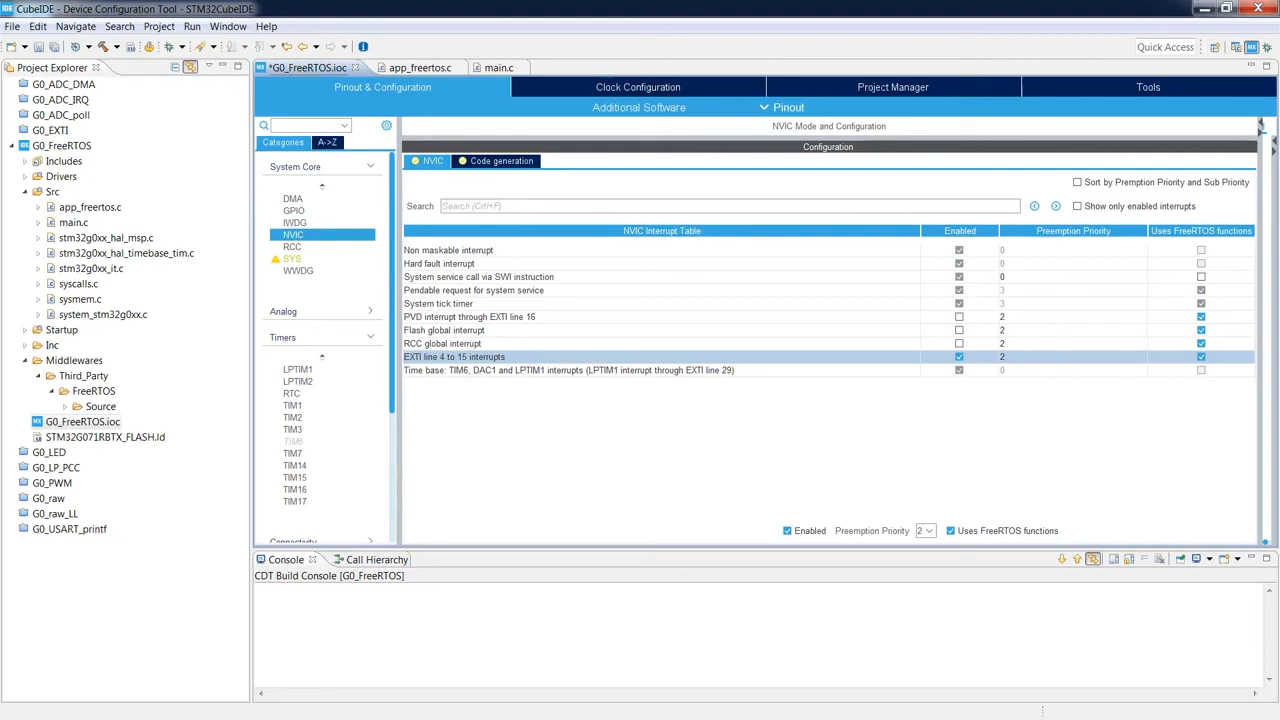 CubeIDE - Device Configuration Tool - STM32CubeIDE
File Edit Navigate Search Project Run Window Help
Quick Access
Project Explorer
*G0_FreeRTOS.ioc app_freertos.c main.c
Pinout & Configuration Clock Configuration Project Manager Tools
Additional Software Pinout
NVIC Mode and Configuration
Configuration
Categories A->Z
NVIC Code generation
Sort by Premption Priority and Sub Priority
Search Search (CrtI+F)
Show only enabled interrupts
NVIC Interrupt Table Enabled Preemption Priority Uses FreeRTOS functions
Non maskable interrupt 0
Hard fault interrupt 0
System service call via SWI instruction 0
Pendable request for system service 3
System tick timer 3
PVD interrupt through EXTI line 16 2
Flash global interrupt 2
RCC global interrupt 2
EXTI line 4 to 15 interrupts 2
Time base: TIM6, DAC1 and LPTIM1 interrupts (LPTIM1 interrupt through EXTI line 29) 0
Enabled Preemption Priority 2 Uses FreeRTOS functions
System Core
DMA
GPIO
IWDG
NVIC
RCC
SYS
WWDG
Analog
Timers
LPTIM1
LPTIM2
RTC
TIM1
TIM2
TIM3
TIM6
TIM7
TIM14
TIM15
TIM16
TIM17
Connectivity
G0_ADC_DMA
G0_ADC_IRQ
G0_ADC_poll
G0_EXTI
G0_FreeRTOS
Includes
Drivers
Src
app_freertos.c
main.c
stm32g0xx_hal_msp.c
stm32g0xx_hal_timebase_tim.c
stm32g0xx_it.c
syscalls.c
sysmem.c
system_stm32g0xx.c
Startup
Inc
Middlewares
Third_Party
FreeRTOS
Source
G0_FreeRTOS.ioc
STM32G071RBTX_FLASH.ld
G0_LED
G0_LP_PCC
G0_PWM
G0_raw
G0_raw_LL
G0_USART_printf
Console Call Hierarchy
CDT Build Console [G0_FreeRTOS]